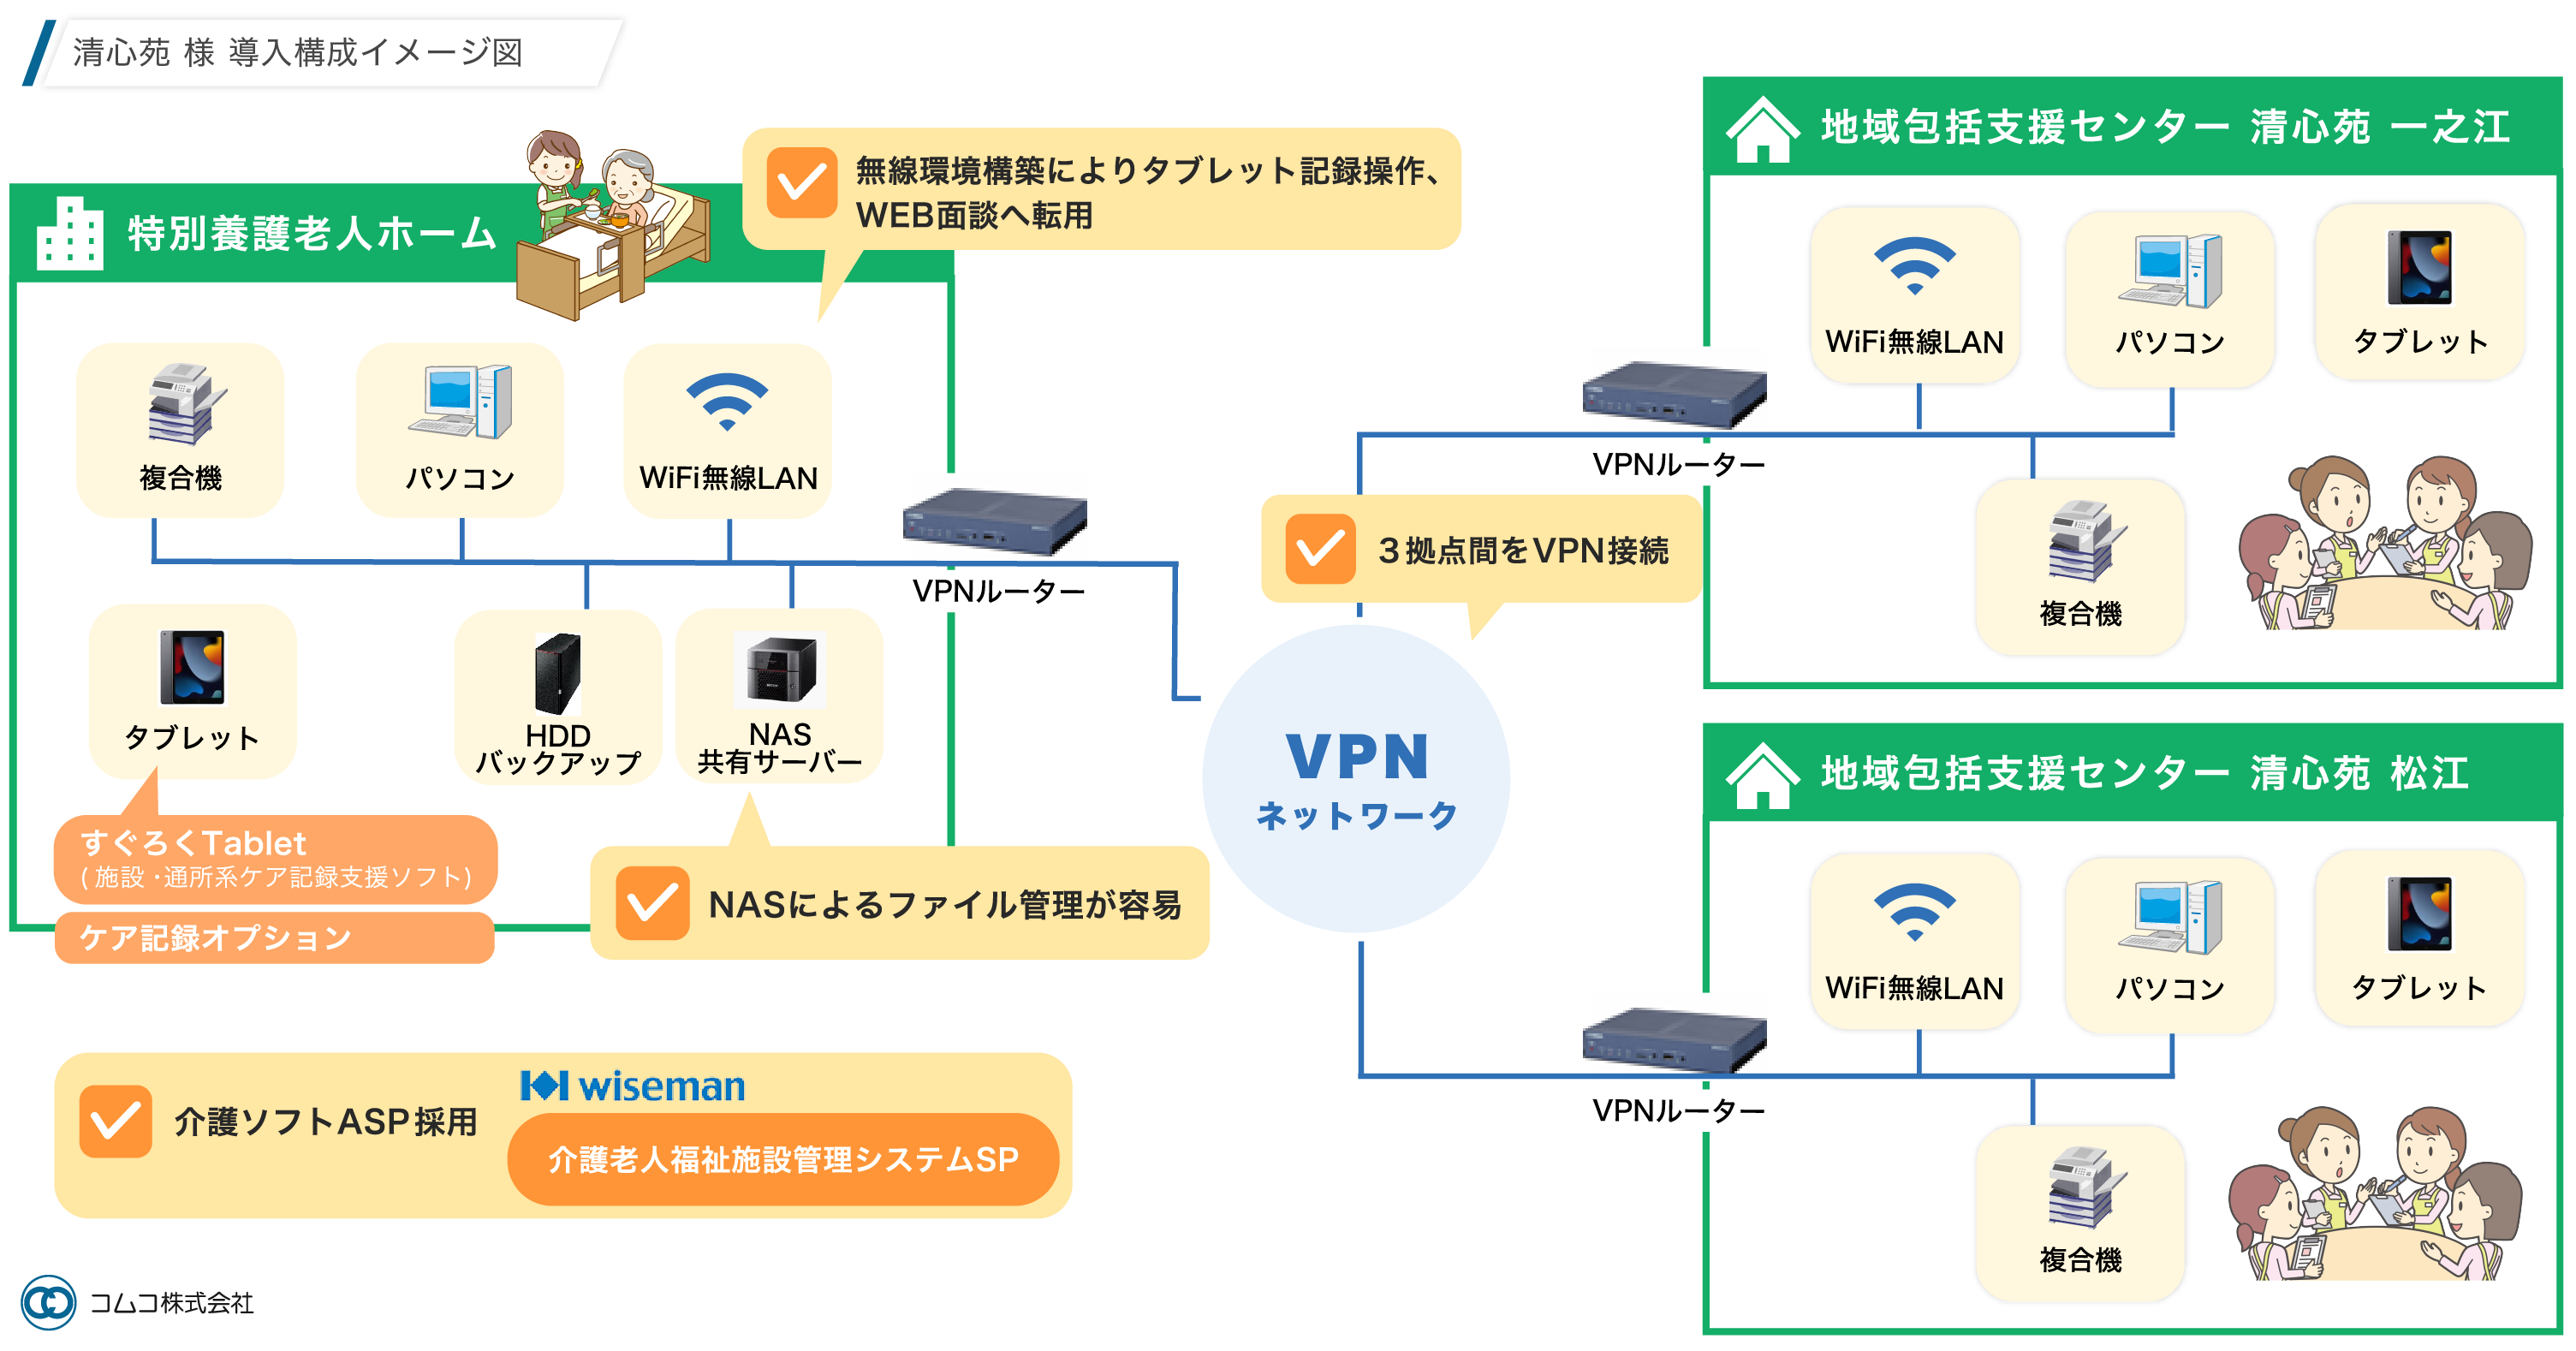 清心苑 様 導入構成イメージ図
特別養護老人ホーム
無線環境構築によりタブレット記録操作、
WEB面談へ転用
複合機
パソコン
WiFi無線LAN
VPNルーター
タブレット
HDD
バックアップ
NAS
共有サーバー
すぐろくTablet
(施設・通所系ケア記録支援ソフト)
ケア記録オプション
NASによるファイル管理が容易
介護ソフトASP採用
wiseman
介護老人福祉施設管理システムSP
コムコ株式会社
3拠点間をVPN接続
VPN
ネットワーク
地域包括支援センター 清心苑 一之江
WiFi無線LAN
パソコン
タブレット
VPNルーター
複合機
地域包括支援センター 清心苑 松江
WiFi無線LAN
パソコン
タブレット
VPNルーター
複合機